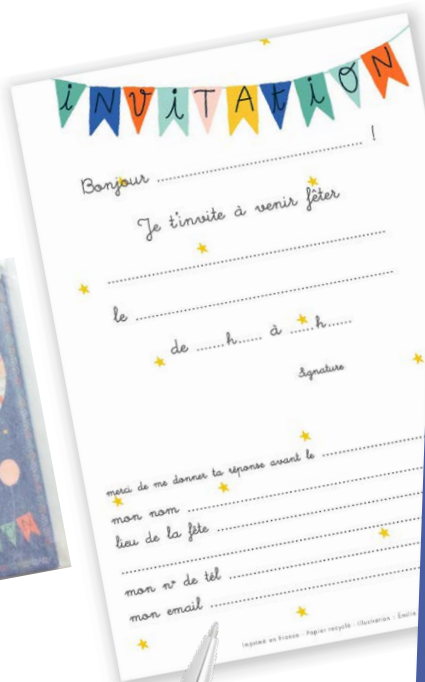 iNViTATiON
Bonjour .................................................. !
Je t'invite à venir fêter
..................................................
le ..................................................
de ......h...... à ......h......
Signature
merci de me donner ta réponse avant le ....................
mon nom ..................................................
lieu de la fête ..................................................
..................................................
mon n° de tél ..................................................
mon email ..................................................
Imprimé en France - Papier recyclé - Illustration : Émilie